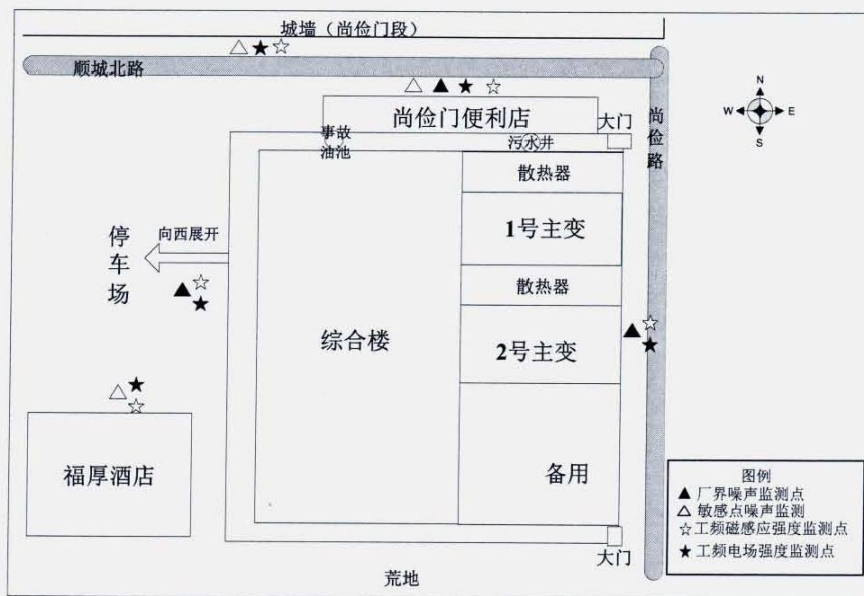 城墙（尚俭门段）
顺城北路
N
W
E
S
尚俭门便利店
大门
尚俭路
事故
油池
污水井
散热器
1号主变
停车场
向西展开
散热器
综合楼
2号主变
福厚酒店
备用
大门
荒地
图例
▲ 厂界噪声监测点
△ 敏感点噪声监测
☆ 工频磁感应强度监测点
★ 工频电场强度监测点